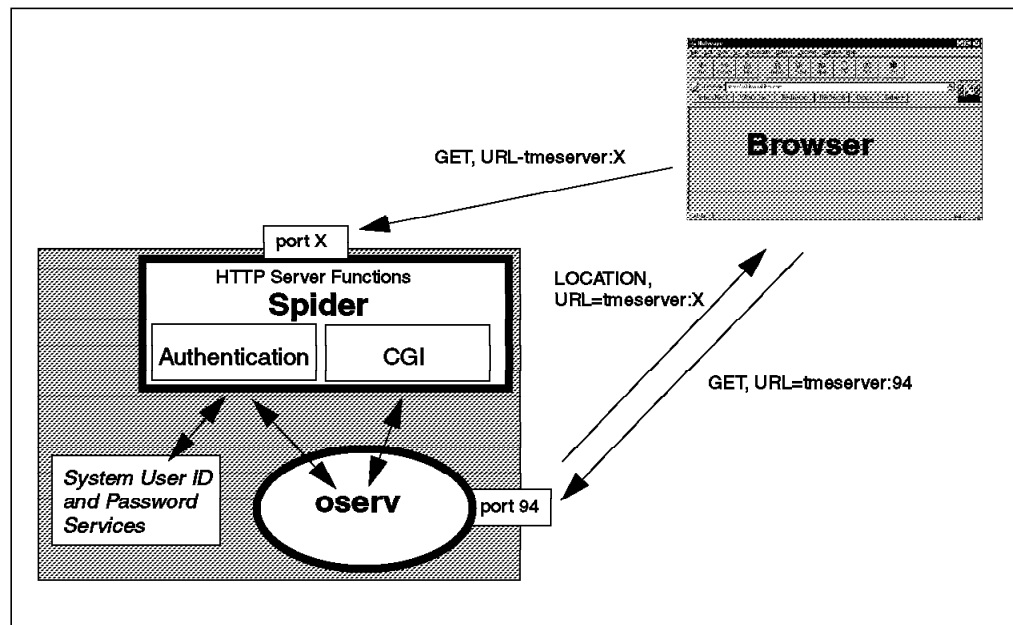 Browser
GET, URL-tmeserver:X
port X
HTTP Server Functions
Spider
Authentication
CGI
LOCATION,
URL=tmeserver:X
GET, URL=tmeserver:94
System User ID
and Password
Services
oserv
port 94